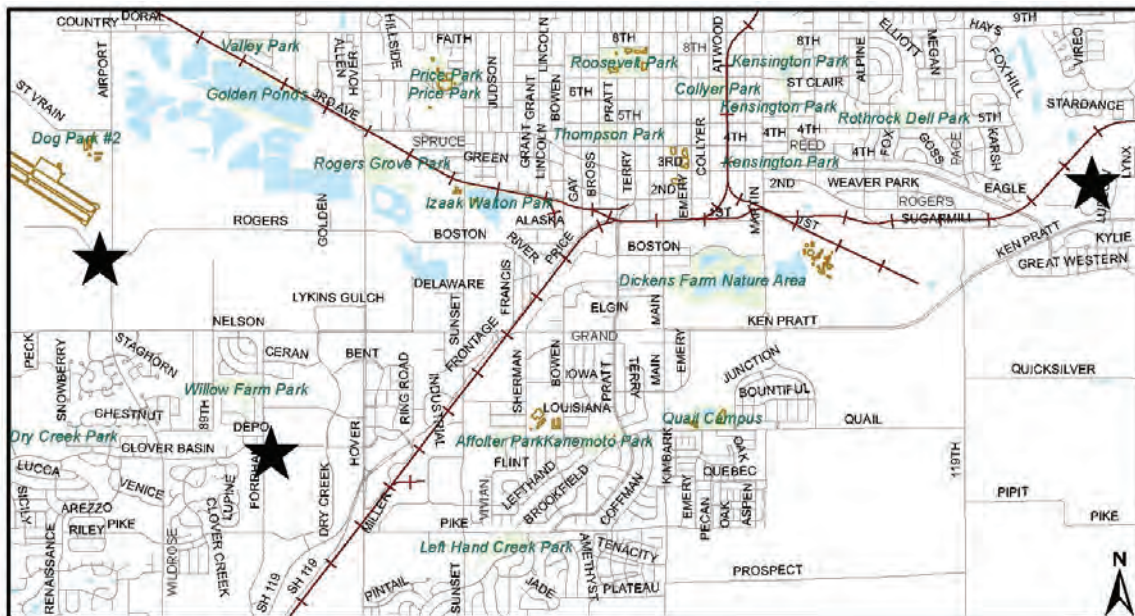 COUNTRY
DORAL
HILLSIDE
FAITH
LINCOLN
8TH
8TH
ATWOOD
8TH
ALPINE
ELLIOTT
MEGAN
HAYS
9TH
FOXHILL
VIREO
AIRPORT
Valley Park
ALLEN
HOVER
Price Park
Price Park
JUDSON
Roosevelt Park
Kensington Park
ST CLAIR
ST VRAIN
Golden Ponds
3RD AVE
GRANT
BOWEN
6TH
PRATT
5TH
Collyer Park
Kensington Park
Rothrock Dell Park
5TH
STARDANCE
Dog Park #2
SPRUCE
GREEN
GRANT
LINCOLN
Thompson Park
COLLYER
4TH
4TH
4TH
REED
4TH
FOX
GOSS
PACE
KARSH
Rogers Grove Park
3RD
Kensington Park
LYNX
Izaak Walton Park
GAY
BROSS
TERRY
2ND
EMERY
2ND
WEAVER PARK
EAGLE
ROGERS
GOLDEN
ALASKA
1ST
MARTIN
1ST
ROGERS
SUGARMILL
BOSTON
RIVER
PRICE
BOSTON
KEN PRATT
KYLIE
GREAT WESTERN
Dickens Farm Nature Area
LYKINS GULCH
DELAWARE
FRANCIS
SUNSET
ELGIN
MAIN
NELSON
FRONTAGE
GRAND
KEN PRATT
PECK
SNOWBERRY
STAGHORN
CERAN
BENT
SHERMAN
BOWEN
IOWA
PRATT
TERRY
MAIN
EMERY
JUNCTION
BOUNTIFUL
QUICKSILVER
Willow Farm Park
RING ROAD
INDUSTRIAL
CHESTNUT
89TH
DEPO
LOUISIANA
Quail Campus
QUAIL
Dry Creek Park
CLOVER BASIN
HOVER
Affolter Park
Kanemoto Park
LUCCA
FORDHAM
DRY CREEK
FLINT
LEFTHAND
KIMBARK
OAK
QUEBEC
119TH
SICILY
VENICE
LUPINE
CLOVER CREEK
VIVIAN
BROOKFIELD
COFFMAN
EMERY
PECAN
OAK
ASPEN
PIPIT
AREZZO
RILEY
PIKE
WILDROSE
MILLER
PIKE
PIKE
RENAISSANCE
Left Hand Creek Park
AMETHYST
TENACITY
SH 119
SH 119
PINTAIL
SUNSET
JADE
PLATEAU
PROSPECT
N